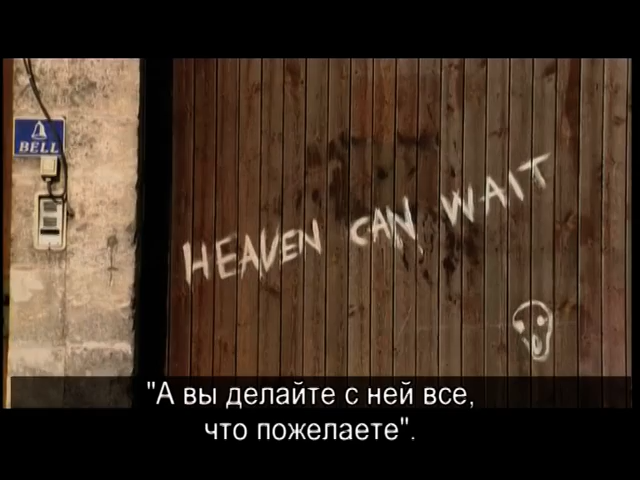 BELL
HEAVEN CAN WAIT
"А вы делайте с ней все,
что пожелаете".